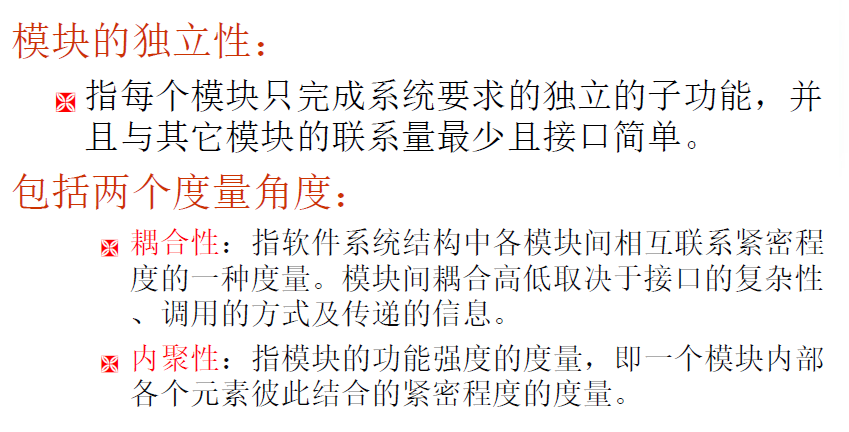 模块的独立性：
指每个模块只完成系统要求的独立的子功能，并
且与其它模块的联系量最少且接口简单。
包括两个度量角度：
耦合性：指软件系统结构中各模块间相互联系紧密程
度的一种度量。模块间耦合高低取决于接口的复杂性
、调用的方式及传递的信息。
内聚性：指模块的功能强度的度量，即一个模块内部
各个元素彼此结合的紧密程度的度量。